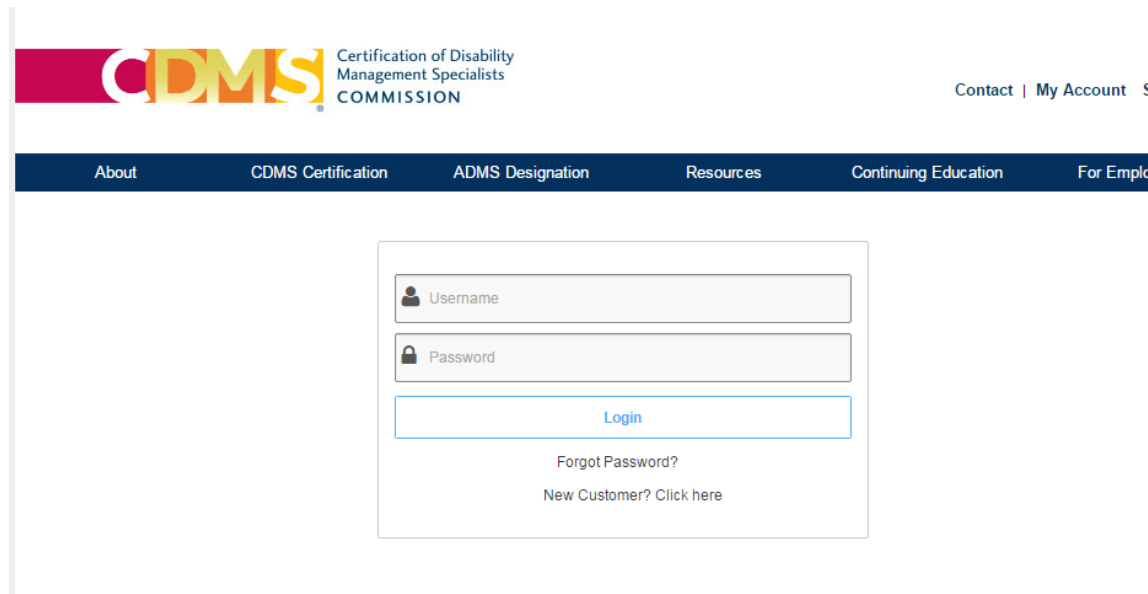 CDMS®
Certification of Disability
Management Specialists
COMMISSION
Contact | My Account
About CDMS Certification ADMS Designation Resources Continuing Education For
Username
Password
Login
Forgot Password?
New Customer? Click here